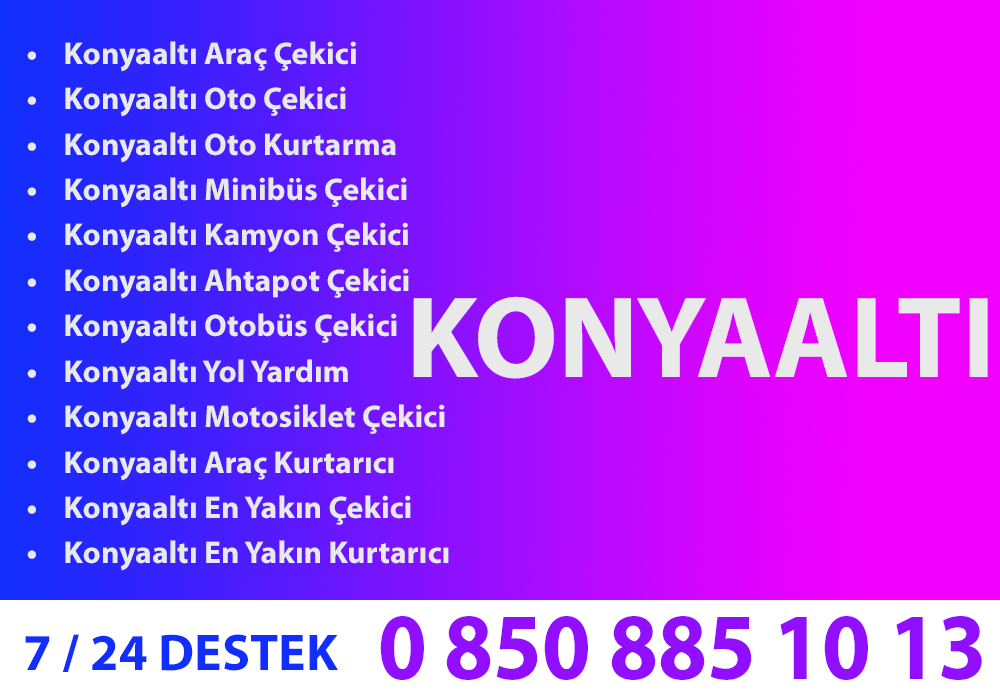 • Konyaaltı Araç Çekici
• Konyaaltı Oto Çekici
• Konyaaltı Oto Kurtarma
• Konyaaltı Minibüs Çekici
• Konyaaltı Kamyon Çekici
• Konyaaltı Ahtapot Çekici
• Konyaaltı Otobüs Çekici
• Konyaaltı Yol Yardım
• Konyaaltı Motosiklet Çekici
• Konyaaltı Araç Kurtarıcı
• Konyaaltı En Yakın Çekici
• Konyaaltı En Yakın Kurtarıcı
KONYAALTI
7 / 24 DESTEK 0 850 885 10 13